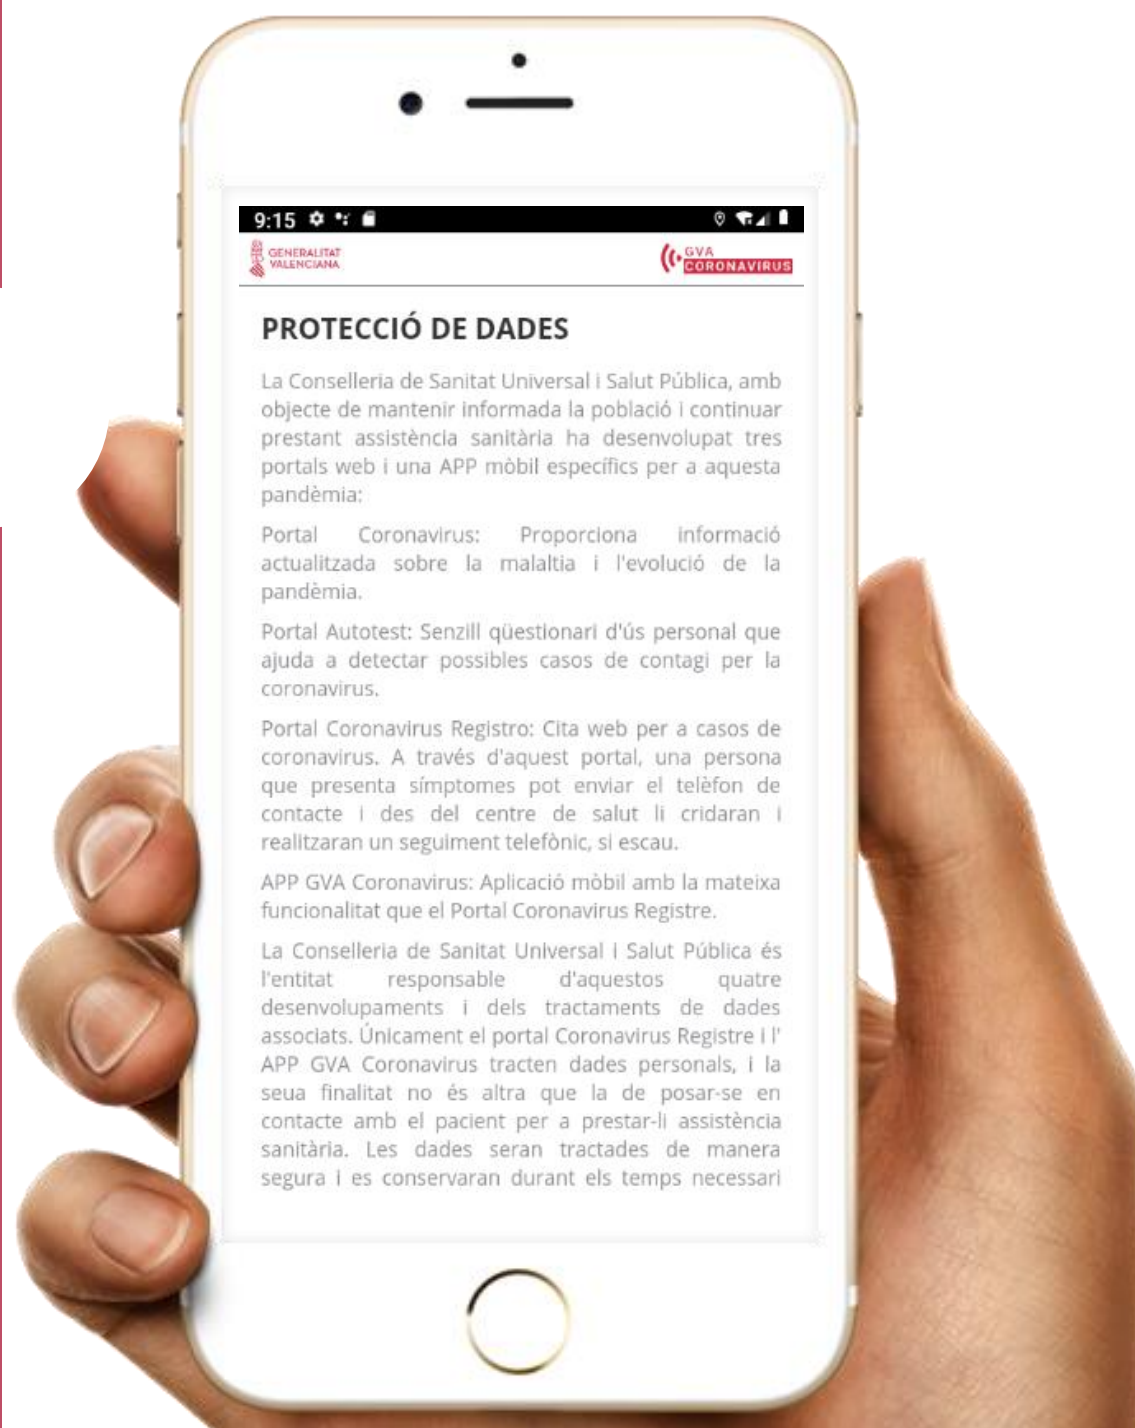 9:15
GENERALITAT
VALENCIANA
GVA
CORONAVIRUS
PROTECCIÓ DE DADES
La Conselleria de Sanitat Universal i Salut Pública, amb
objecte de mantenir informada la població i continuar
prestant assistència sanitària ha desenvolupat tres
portals web i una APP mòbil específics per a aquesta
pandèmia:
Portal Coronavirus: Proporciona informació
actualitzada sobre la malaltia i l'evolució de la
pandèmia.
Portal Autotest: Senzill qüestionari d'ús personal que
ajuda a detectar possibles casos de contagi per la
coronavirus.
Portal Coronavirus Registro: Cita web per a casos de
coronavirus. A través d'aquest portal, una persona
que presenta símptomes pot enviar el telèfon de
contacte i des del centre de salut li cridaran i
realitzaran un seguiment telefònic, si escau.
APP GVA Coronavirus: Aplicació mòbil amb la mateixa
funcionalitat que el Portal Coronavirus Registre.
La Conselleria de Sanitat Universal i Salut Pública és
l'entitat responsable d'aquestos quatre
desenvolupaments i dels tractaments de dades
associats. Únicament el portal Coronavirus Registre i l'
APP GVA Coronavirus tracten dades personals, i la
seua finalitat no és altra que la de posar-se en
contacte amb el pacient per a prestar-li assistència
sanitària. Les dades seran tractades de manera
segura i es conservaran durant els temps necessari